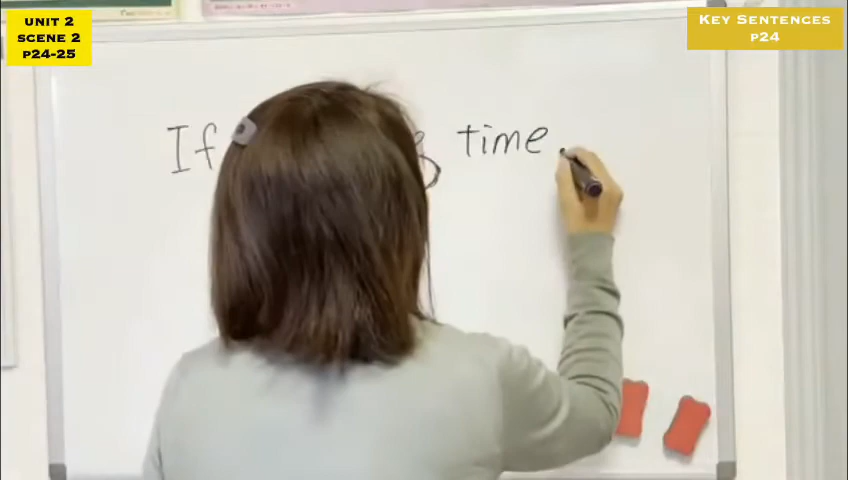 UNIT 2
SCENE 2
P24-25
KEY SENTENCES
P24
If time